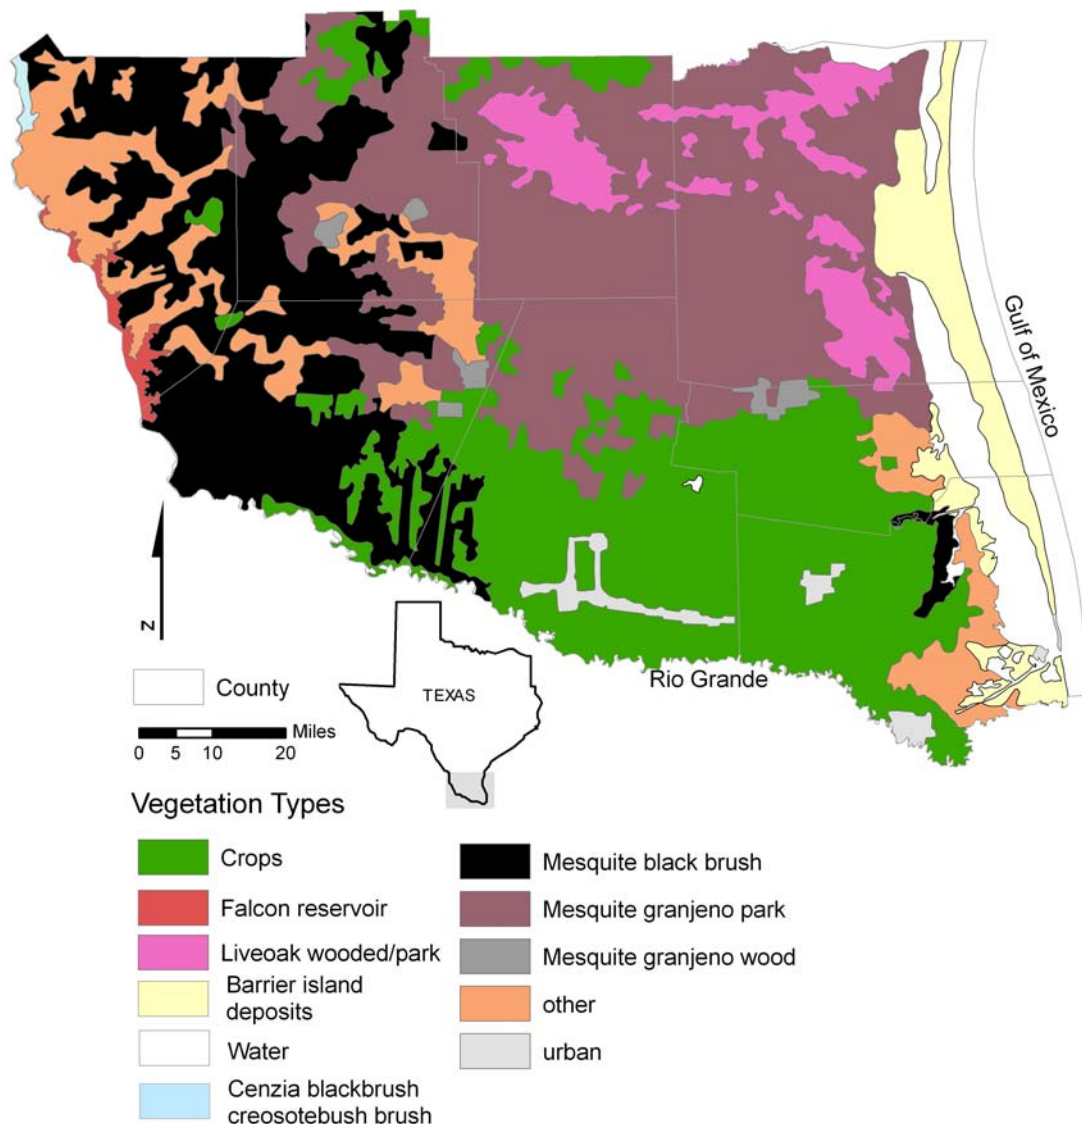 Gulf of Mexico
N
Rio Grande
TEXAS
County
Miles
0 5 10 20
Vegetation Types
Crops
Falcon reservoir
Liveoak wooded/park
Barrier island
deposits
Water
Cenzia blackbrush
creosotebush brush
Mesquite black brush
Mesquite granjeno park
Mesquite granjeno wood
other
urban